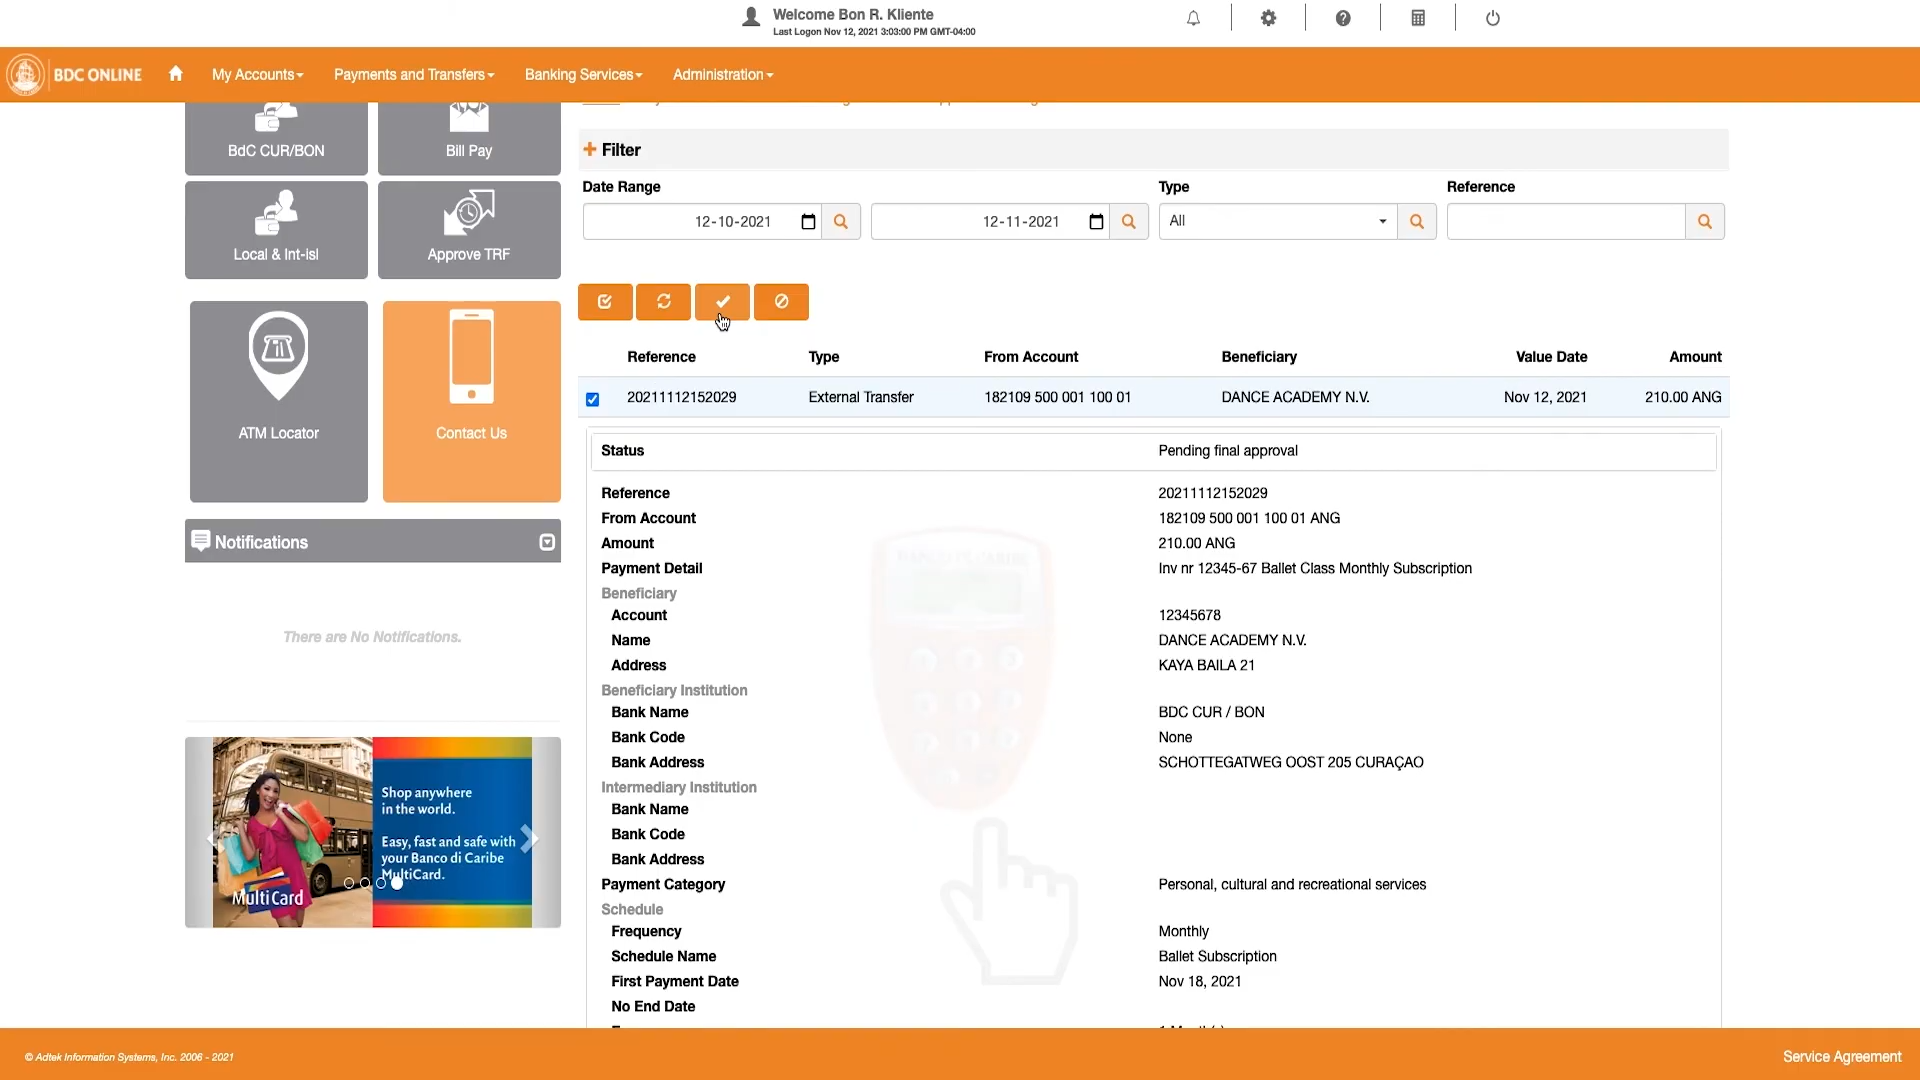 Welcome Bon R. Kliente
Last Logon Nov 12, 2021 3:03:00 PM GMT-04:00
BDC ONLINE
My Accounts
Payments and Transfers
Banking Services
Administration
BdC CUR/BON
Bill Pay
Local & Int-isl
Approve TRF
ATM Locator
Contact Us
Notifications
There are No Notifications.
Shop anywhere
in the world.
Easy, fast and safe with
your Banco di Caribe
MultiCard.
MultiCard
Filter
Date Range
Type
Reference
12-10-2021
12-11-2021
All
Reference Type From Account Beneficiary Value Date Amount
20211112152029 External Transfer 182109 500 001 100 01 DANCE ACADEMY N.V. Nov 12, 2021 210.00 ANG
Status Pending final approval
Reference 20211112152029
From Account 182109 500 001 100 01 ANG
Amount 210.00 ANG
Payment Detail Inv nr 12345-67 Ballet Class Monthly Subscription
Beneficiary
Account 12345678
Name DANCE ACADEMY N.V.
Address KAYA BAILA 21
Beneficiary Institution
Bank Name BDC CUR / BON
Bank Code None
Bank Address SCHOTTEGATWEG OOST 205 CURAÇAO
Intermediary Institution
Bank Name
Bank Code
Bank Address
Payment Category Personal, cultural and recreational services
Schedule
Frequency Monthly
Schedule Name Ballet Subscription
First Payment Date Nov 18, 2021
No End Date
© Adtek Information Systems, Inc. 2006 - 2021
Service Agreement